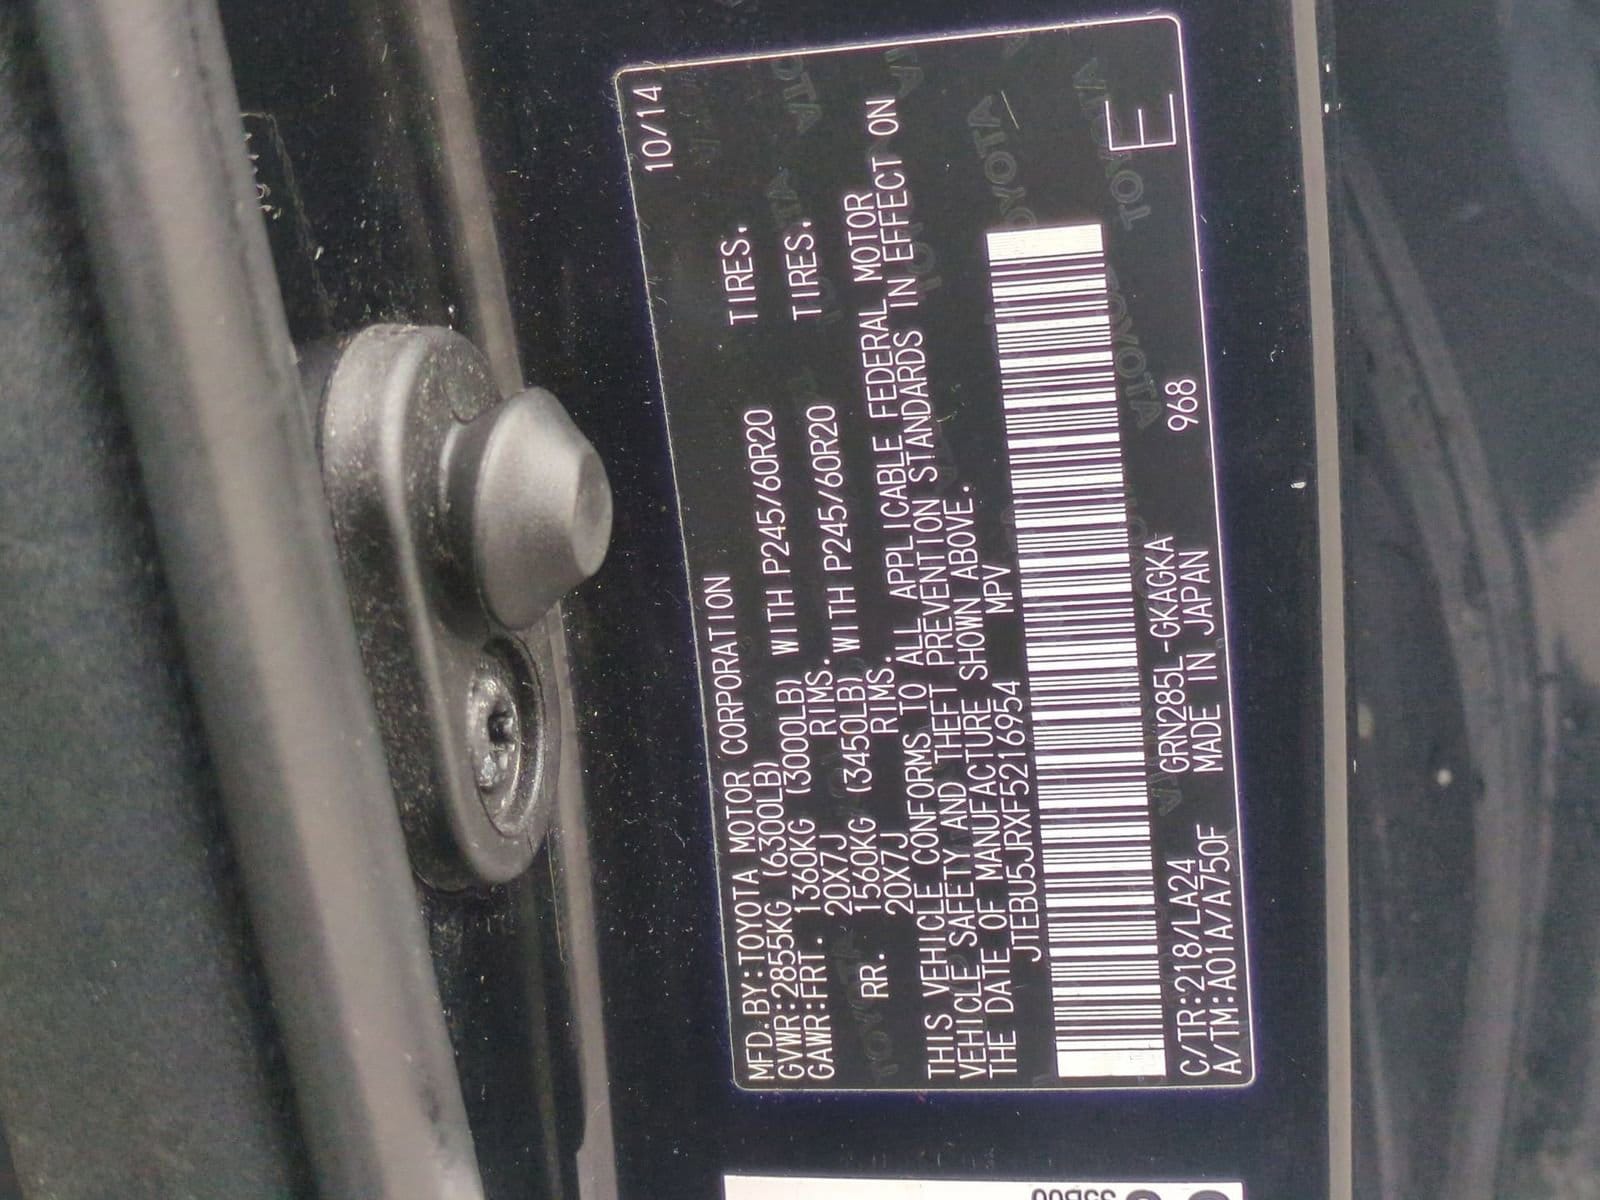 10/14
MFD.BY:TOYOTA MOTOR CORPORATION
GVWR:2855KG (6300LB)
GAWR:FRT. 1360KG (3000LB) WITH P245/60R20 TIRES.
20X7J RIMS.
RR. 1560KG (3450LB) WITH P245/60R20 TIRES.
20X7J RIMS.
THIS VEHICLE CONFORMS TO ALL APPLICABLE FEDERAL MOTOR
VEHICLE SAFETY AND THEFT PREVENTION STANDARDS IN EFFECT ON
THE DATE OF MANUFACTURE SHOWN ABOVE.
JTEBU5JRXF5216954 MPV
E
C/TR:218/LA24 GRN285L-GKAGKA 968
A/TM:A01A/A750F MADE IN JAPAN
TOYOTA
TOYOTA
TOYOTA